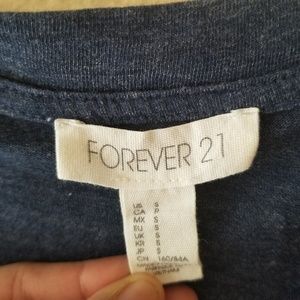 FOREVER 21
US S
CA P
MX S
EU S
UK S
KR S
JP S
CN 160/84A